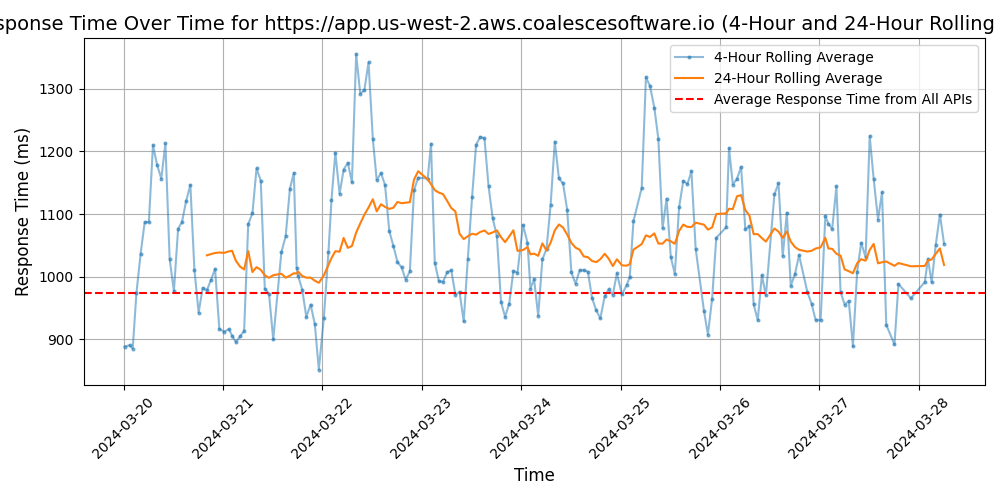 sponse Time Over Time for https://app.us-west-2.aws.coalescesoftware.io (4-Hour and 24-Hour Rolling
4-Hour Rolling Average
24-Hour Rolling Average
Average Response Time from All APIs
Response Time (ms)
1300
1200
1100
1000
900
2024-03-20
2024-03-21
2024-03-22
2024-03-23
2024-03-24
2024-03-25
2024-03-26
2024-03-27
2024-03-28
Time